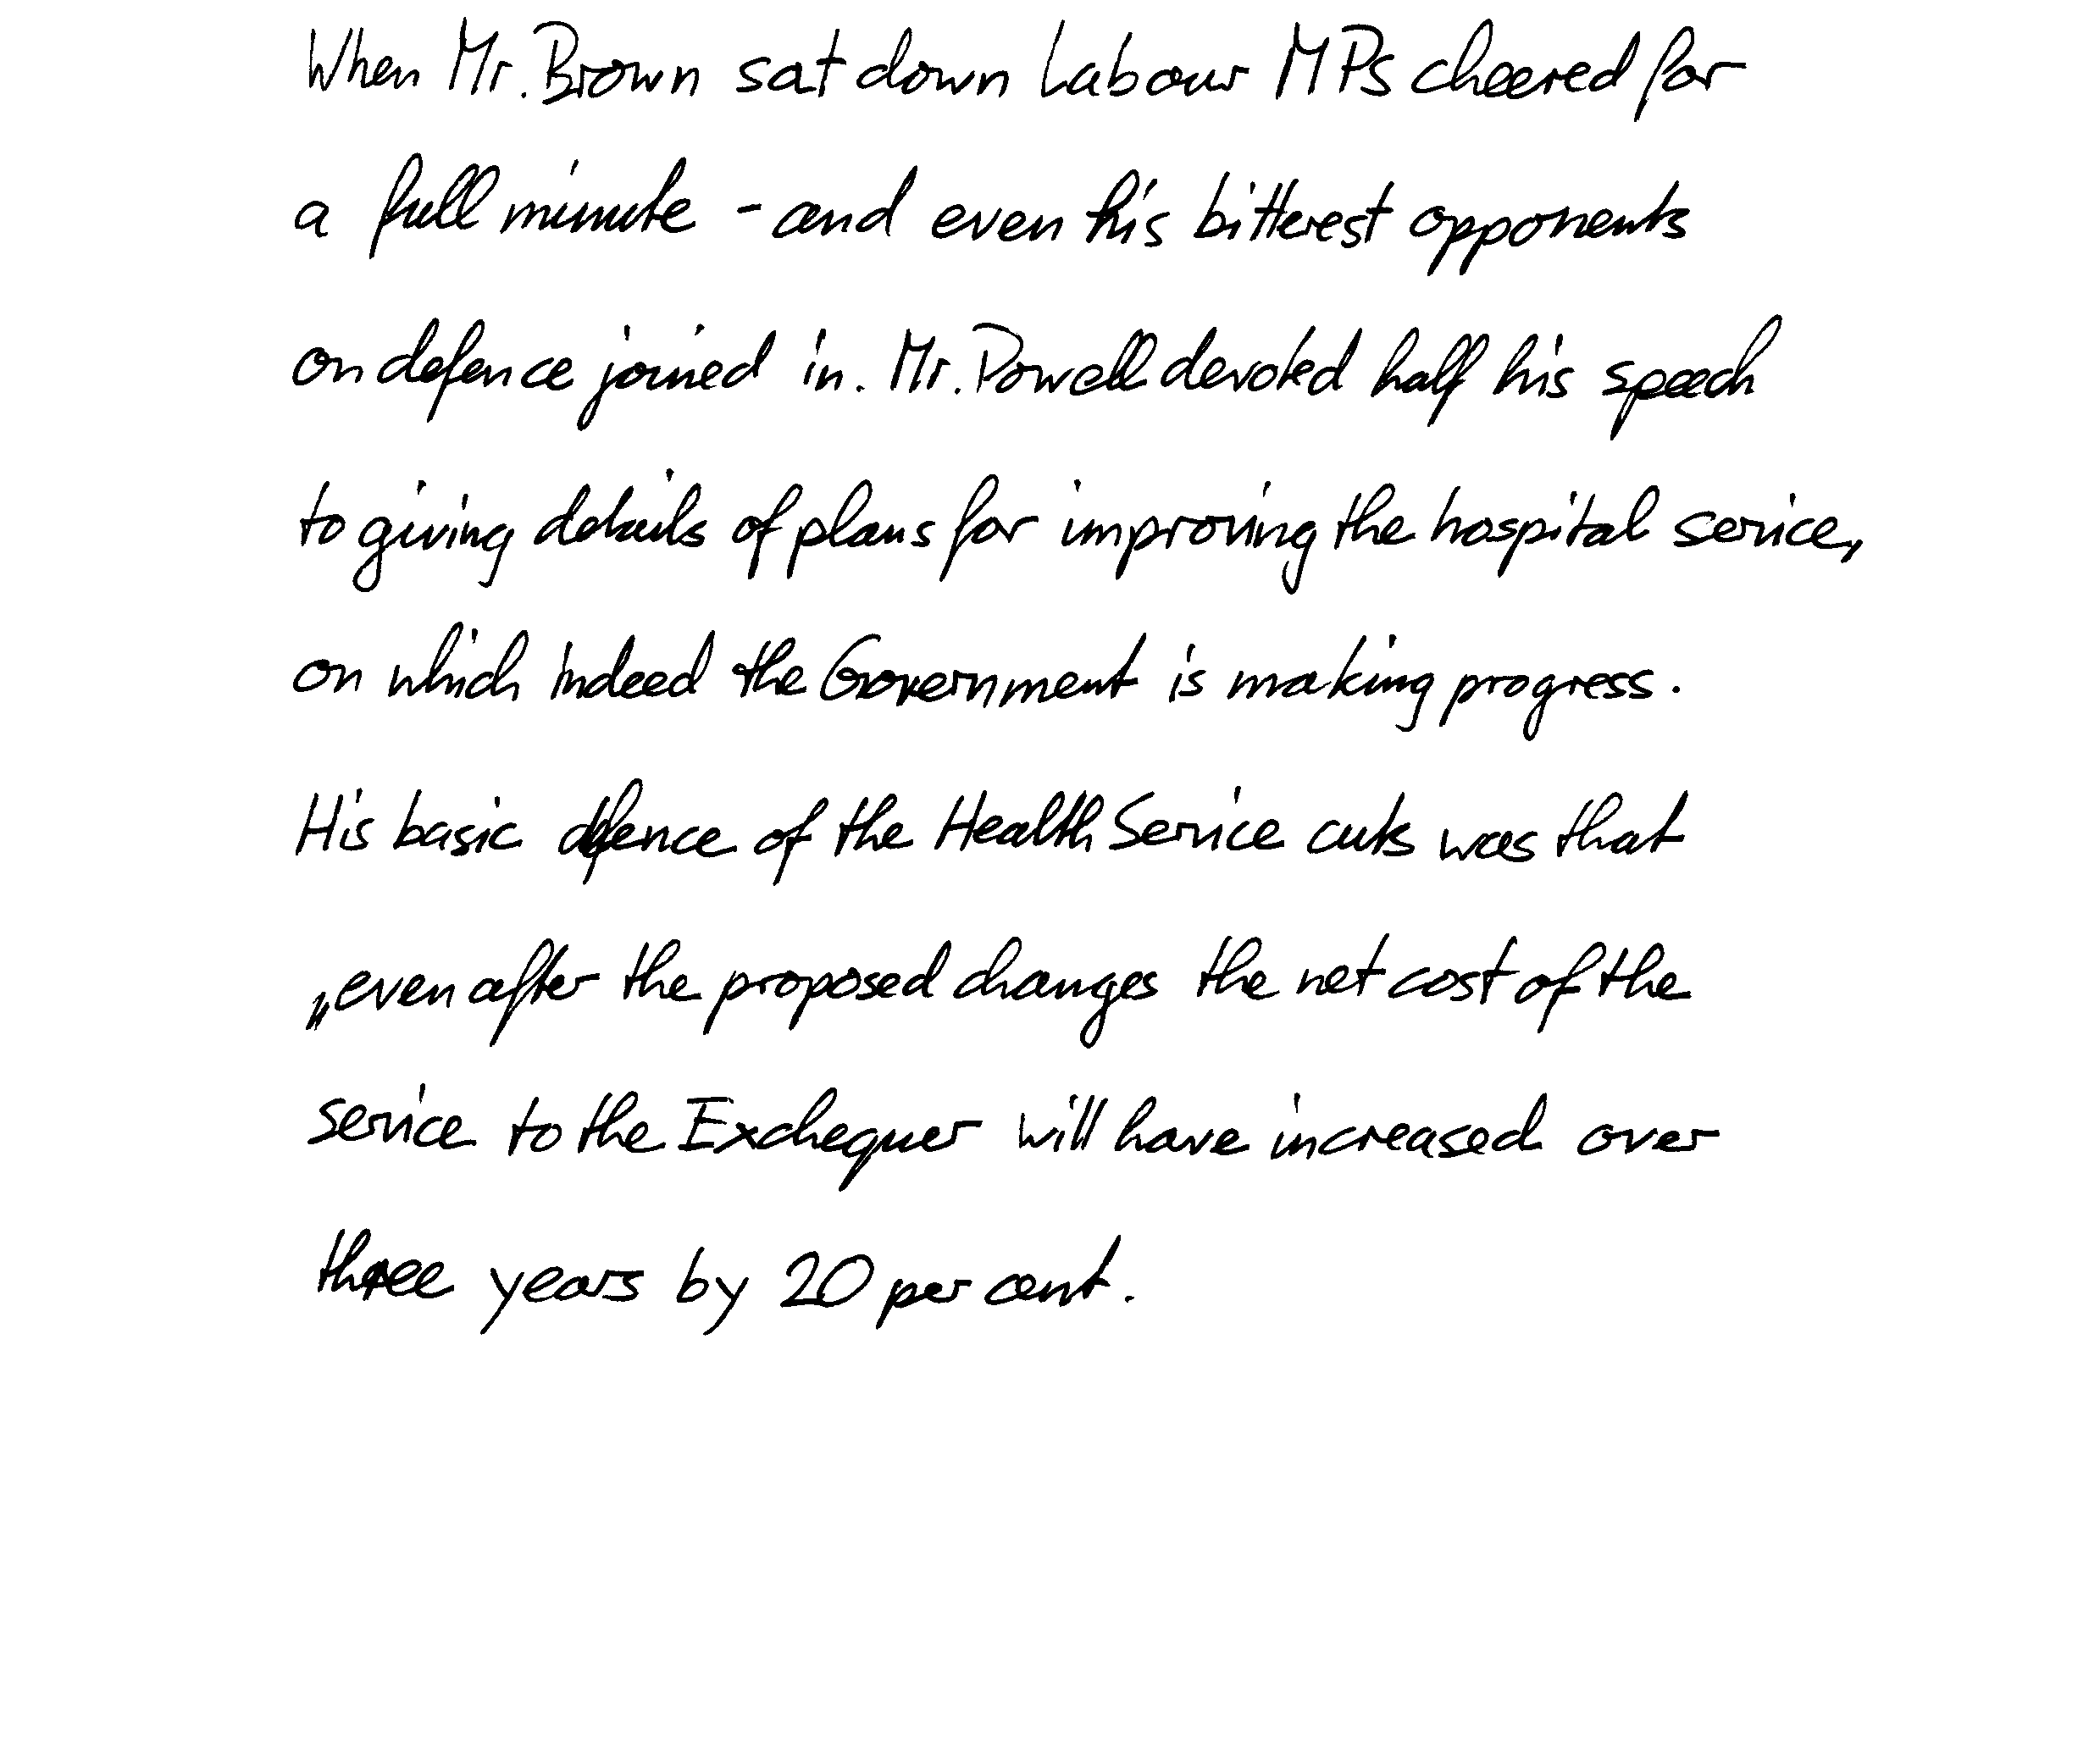 When Mr. Brown sat down Labour MPs cheered for
a full minute - and even his bitterest opponents
on defence joined in. Mr. Powell devoted half his speech
to giving details of plans for improving the hospital service,
on which indeed the Government is making progress.
His basic defence of the Health Service cuts was that
„even after the proposed changes the net cost of the
service to the Exchequer will have increased over
three years by 20 per cent.